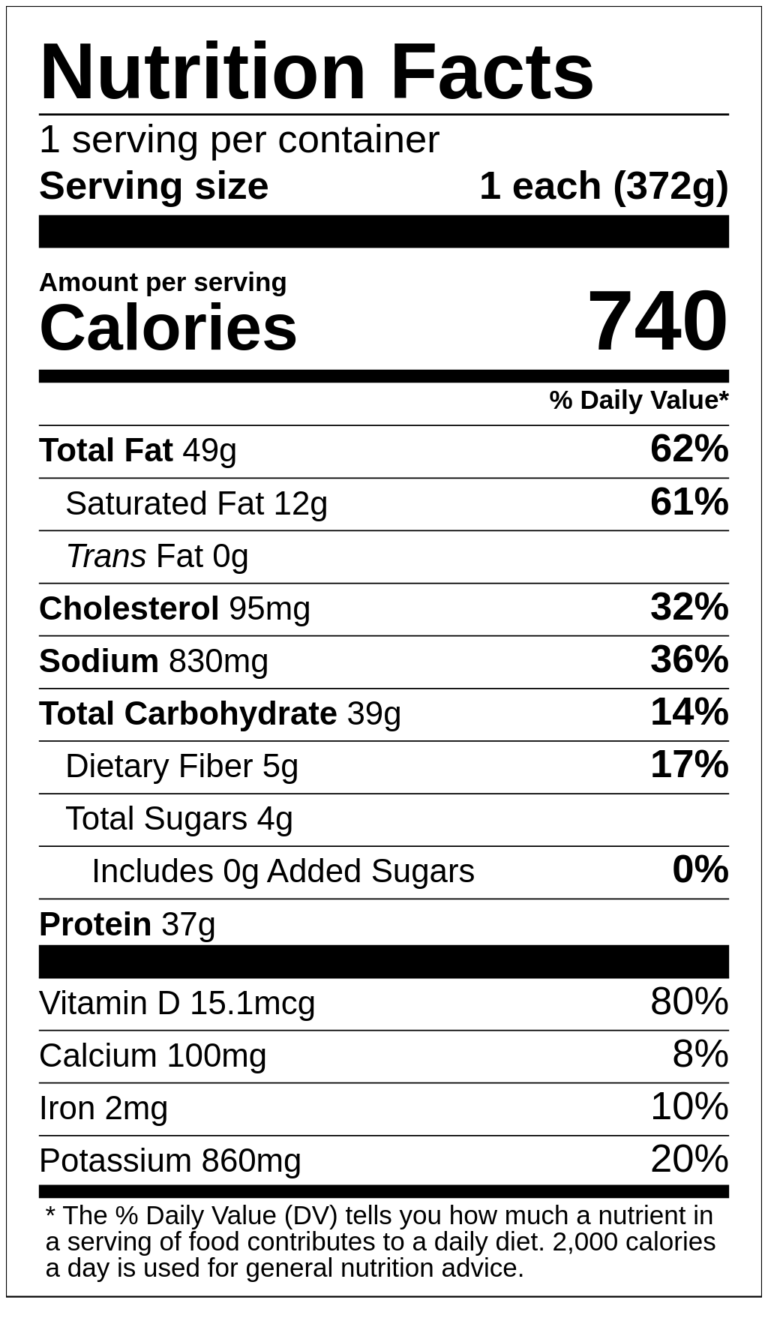 Nutrition Facts
1 serving per container
Serving size 1 each (372g)
Amount per serving
Calories 740
% Daily Value*
Total Fat 49g 62%
Saturated Fat 12g 61%
Trans Fat 0g
Cholesterol 95mg 32%
Sodium 830mg 36%
Total Carbohydrate 39g 14%
Dietary Fiber 5g 17%
Total Sugars 4g
Includes 0g Added Sugars 0%
Protein 37g
Vitamin D 15.1mcg 80%
Calcium 100mg 8%
Iron 2mg 10%
Potassium 860mg 20%
* The % Daily Value (DV) tells you how much a nutrient in
a serving of food contributes to a daily diet. 2,000 calories
a day is used for general nutrition advice.